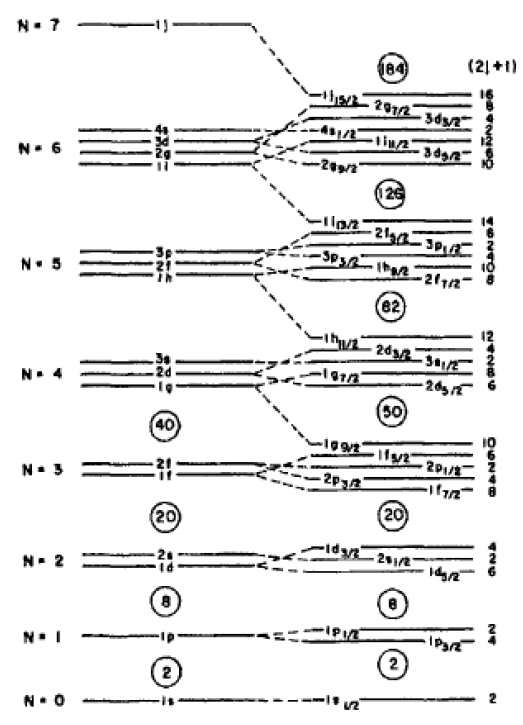 N = 7 1j
184 (2j+1)
1j15/2 16
2g7/2 8
3d3/2 4
4s 4s1/2 2
3d 1i11/2 12
N = 6 2g 3d5/2 6
1i 2g9/2 10
126
1i13/2 14
2f5/2 6
3p 3p1/2 2
N = 5 2f 3p3/2 4
1h 1h9/2 10
2f7/2 8
82
1h11/2 12
2d3/2 4
3s 3s1/2 2
N = 4 2d 1g7/2 8
1g 2d5/2 6
40 50
1g9/2 10
1f5/2 6
N = 3 2f 2p1/2 2
1f 2p3/2 4
1f7/2 8
20 20
1d3/2 4
N = 2 2s 2s1/2 2
1d 1d5/2 6
8 8
1p1/2 2
N = 1 1p 1p3/2 4
2 2
N = 0 1s 1s1/2 2